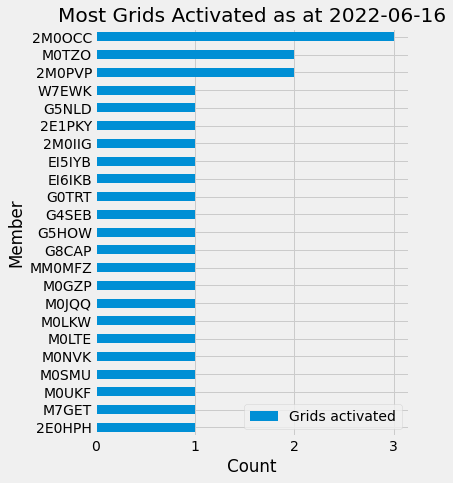 Most Grids Activated as at 2022-06-16
Member
2M0OCC
M0TZO
2M0PVP
W7EWK
G5NLD
2E1PKY
2M0IIG
EI5IYB
EI6IKB
G0TRT
G4SEB
G5HOW
G8CAP
MM0MFZ
M0GZP
M0JQQ
M0LKW
M0LTE
M0NVK
M0SMU
M0UKF
M7GET
2E0HPH
Grids activated
0 1 2 3
Count